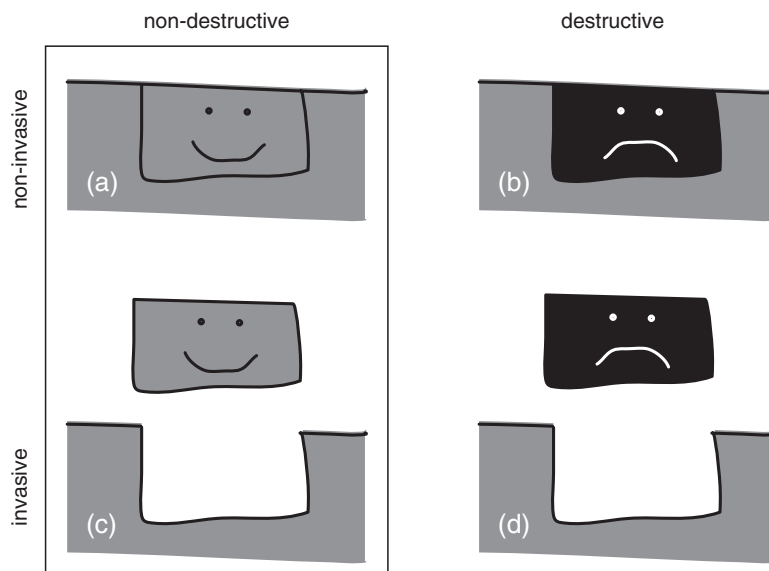 non-destructive
destructive
non-invasive
(a)
(b)
invasive
(c)
(d)